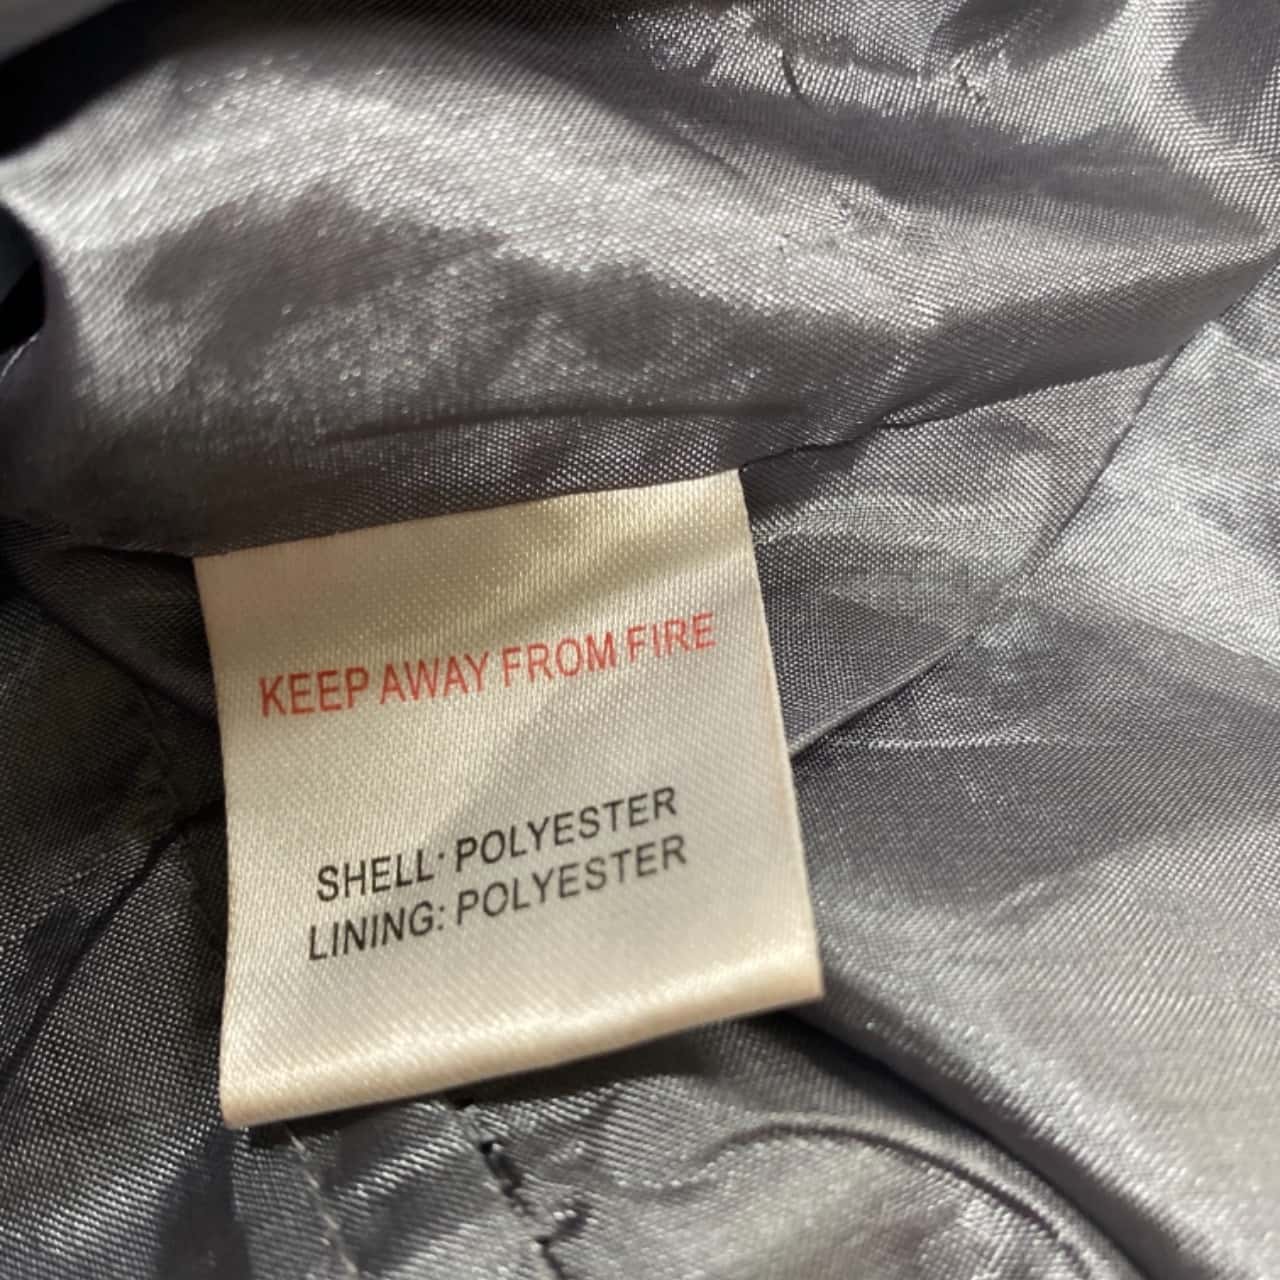 KEEP AWAY FROM FIRE
SHELL: POLYESTER
LINING: POLYESTER